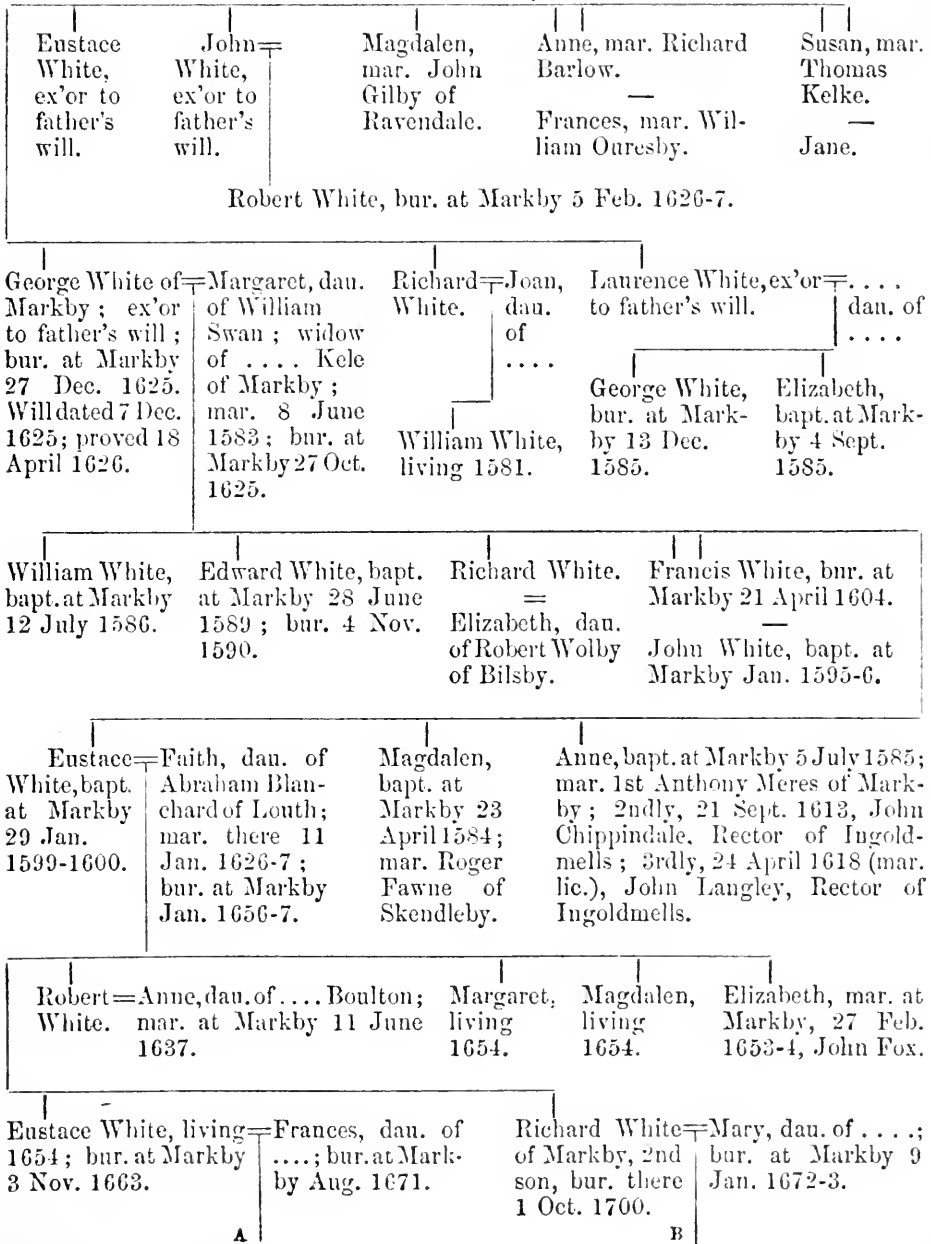 Eustace
White,
ex'or to
father's
will.
John=
White,
ex'or to
father's
will.
Magdalen,
mar. John
Gilby of
Ravendale.
Anne, mar. Richard
Barlow.
—
Frances, mar. Wil-
liam Ouresby.
Susan, mar.
Thomas
Kelke.
—
Jane.
Robert White, bur. at Markby 5 Feb. 1626-7.
George White of=
Markby ; ex'or
to father's will ;
bur. at Markby
27 Dec. 1625.
Will dated 7 Dec.
1625; proved 18
April 1626.
Margaret, dau.
of William
Swan ; widow
of .... Kele
of Markby ;
mar. 8 June
1583 ; bur. at
Markby 27 Oct.
1625.
Richard=
White.
Joan,
dau.
of
....
William White,
living 1581.
Laurence White, ex'or=
to father's will.
....
dau. of
....
George White,
bur. at Mark-
by 13 Dec.
1585.
Elizabeth,
bapt. at Mark-
by 4 Sept.
1585.
William White,
bapt. at Markby
12 July 1586.
Edward White, bapt.
at Markby 28 June
1589 ; bur. 4 Nov.
1590.
Richard White.
=
Elizabeth, dau.
of Robert Wolby
of Bilsby.
Francis White, bur. at
Markby 21 April 1604.
—
John White, bapt. at
Markby Jan. 1595-6.
Eustace=
White, bapt.
at Markby
29 Jan.
1599-1600.
Faith, dau. of
Abraham Blan-
chard of Louth;
mar. there 11
Jan. 1626-7 ;
bur. at Markby
Jan. 1656-7.
Magdalen,
bapt. at
Markby 23
April 1584;
mar. Roger
Fawne of
Skendleby.
Anne, bapt. at Markby 5 July 1585;
mar. 1st Anthony Meres of Mark-
by ; 2ndly, 21 Sept. 1613, John
Chippindale, Rector of Ingold-
mells ; 3rdly, 24 April 1618 (mar.
lic.), John Langley, Rector of
Ingoldmells.
Robert=
White.
Anne, dau. of .... Boulton;
mar. at Markby 11 June
1637.
Margaret,
living
1654.
Magdalen,
living
1654.
Elizabeth, mar. at
Markby, 27 Feb.
1653-4, John Fox.
Eustace White, living=
1654; bur. at Markby
3 Nov. 1663.
Frances, dau. of
....; bur. at Mark-
by Aug. 1671.
Richard White=
of Markby, 2nd
son, bur. there
1 Oct. 1700.
Mary, dau. of ....;
bur. at Markby 9
Jan. 1672-3.
A
B